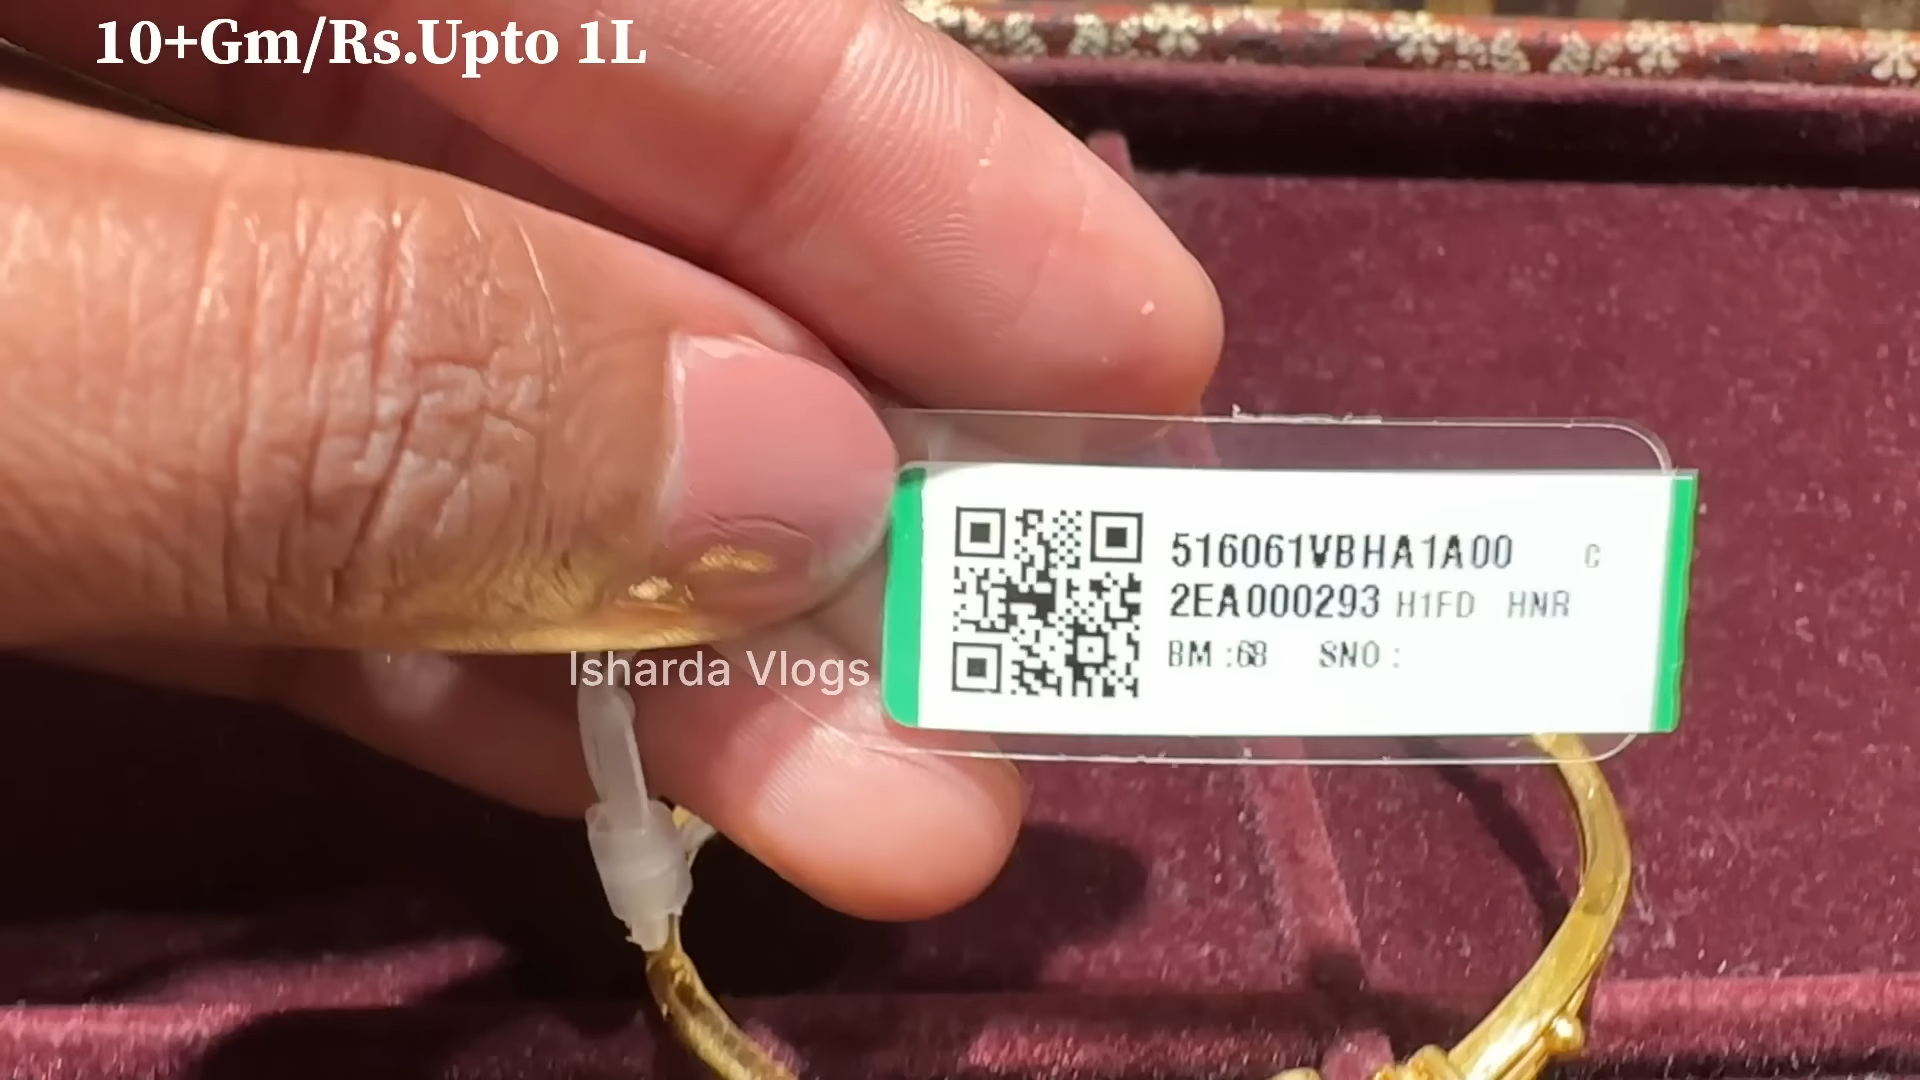 10+Gm/Rs.Upto 1L
516061VBHA1A00 C
2EA000293 H1FD HNR
BM :68 SNO :
Isharda Vlogs